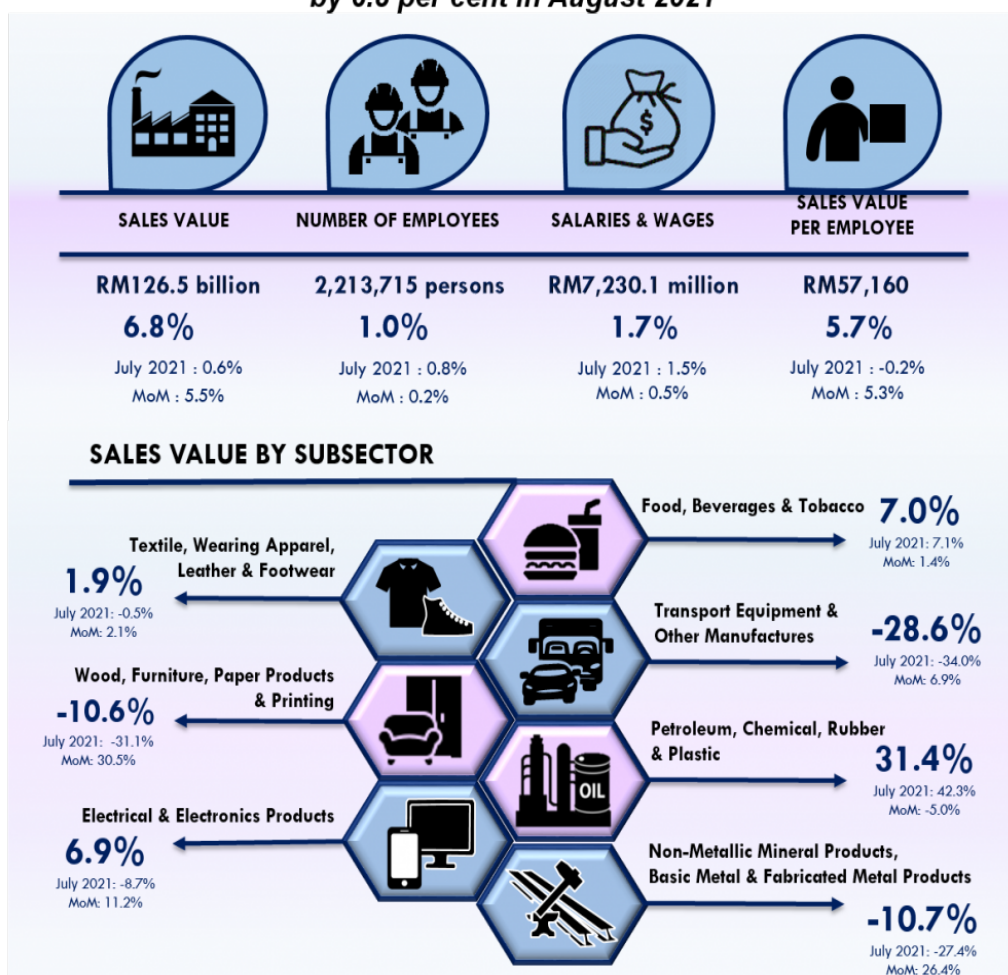 by per cent in August 2021
$
SALES VALUE
NUMBER OF EMPLOYEES
SALARIES & WAGES
SALES VALUE
PER EMPLOYEE
RM126.5 billion
6.8%
July 2021 : 0.6%
MoM : 5.5%
2,213,715 persons
1.0%
July 2021 : 0.8%
MoM : 0.2%
RM7,230.1 million
1.7%
July 2021 : 1.5%
MoM : 0.5%
RM57,160
5.7%
July 2021 : -0.2%
MoM : 5.3%
SALES VALUE BY SUBSECTOR
Food, Beverages & Tobacco
7.0%
July 2021: 7.1%
MoM: 1.4%
Textile, Wearing Apparel,
Leather & Footwear
1.9%
July 2021: -0.5%
MoM: 2.1%
Transport Equipment &
Other Manufactures
-28.6%
July 2021: -34.0%
MoM: 6.9%
Wood, Furniture, Paper Products
& Printing
-10.6%
July 2021: -31.1%
MoM: 30.5%
Petroleum, Chemical, Rubber
& Plastic
OIL
31.4%
July 2021: 42.3%
MoM: -5.0%
Electrical & Electronics Products
6.9%
July 2021: -8.7%
MoM: 11.2%
Non-Metallic Mineral Products,
Basic Metal & Fabricated Metal Products
-10.7%
July 2021: -27.4%
MoM: 26.4%